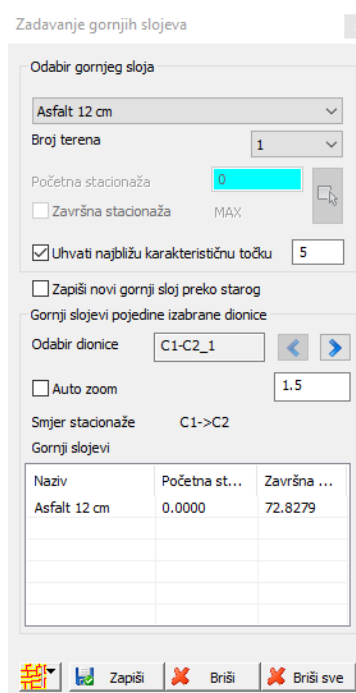 Zadavanje gornjih slojeva
Odabir gornjeg sloja
Asfalt 12 cm
Broj terena 1
Početna stacionaža 0
Završna stacionaža MAX
Uhvati najbližu karakterističnu točku 5
Zapiši novi gornji sloj preko starog
Gornji slojevi pojedine izabrane dionice
Odabir dionice C1-C2_1
Auto zoom 1.5
Smjer stacionaže C1->C2
Gornji slojevi
Naziv Početna st... Završna ...
Asfalt 12 cm 0.0000 72.8279
Zapiši Briši Briši sve